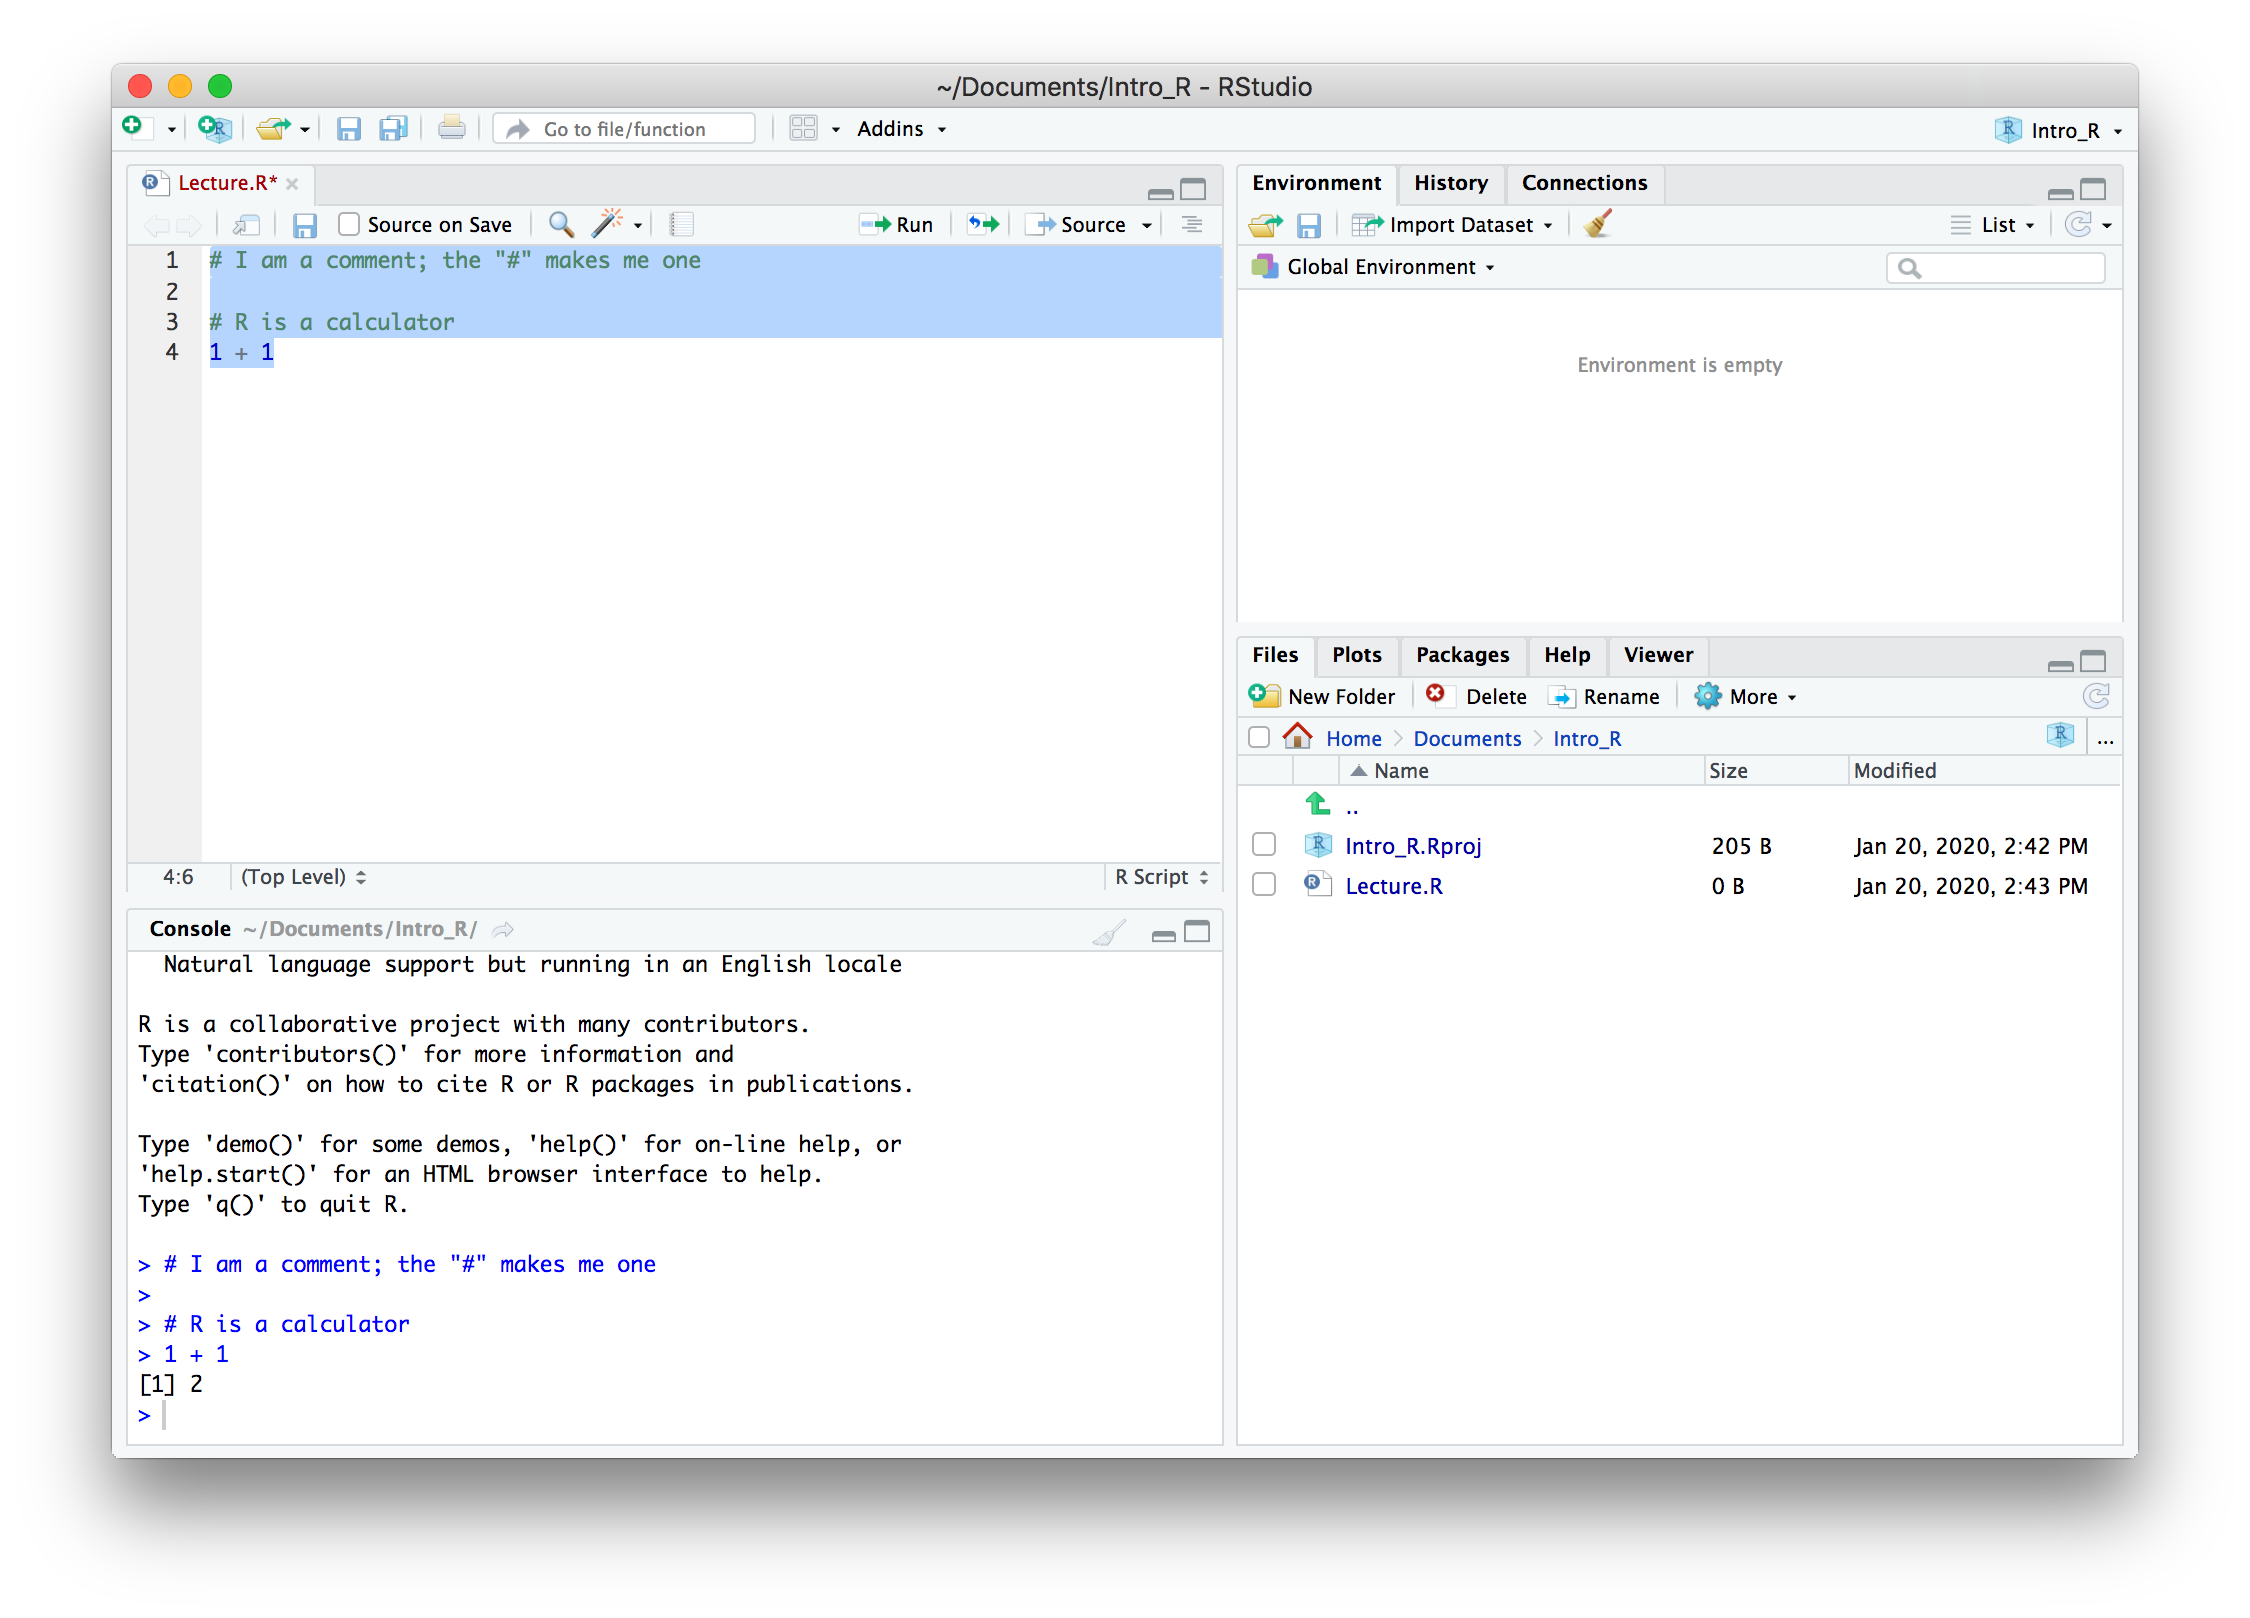 ~/Documents/Intro_R - RStudio
Go to file/function
Addins
Intro_R
Lecture.R*
Source on Save
Run
Source
1 # I am a comment; the "#" makes me one
2
3 # R is a calculator
4 1 + 1
4:6
(Top Level)
R Script
Console ~/Documents/Intro_R/
Natural language support but running in an English locale
R is a collaborative project with many contributors.
Type 'contributors()' for more information and
'citation()' on how to cite R or R packages in publications.
Type 'demo()' for some demos, 'help()' for on-line help, or
'help.start()' for an HTML browser interface to help.
Type 'q()' to quit R.
> # I am a comment; the "#" makes me one
>
> # R is a calculator
> 1 + 1
[1] 2
>
Environment History Connections
Import Dataset
List
Global Environment
Environment is empty
Files Plots Packages Help Viewer
New Folder Delete Rename More
Home Documents Intro_R ...
Name Size Modified
..
Intro_R.Rproj 205 B Jan 20, 2020, 2:42 PM
Lecture.R 0 B Jan 20, 2020, 2:43 PM